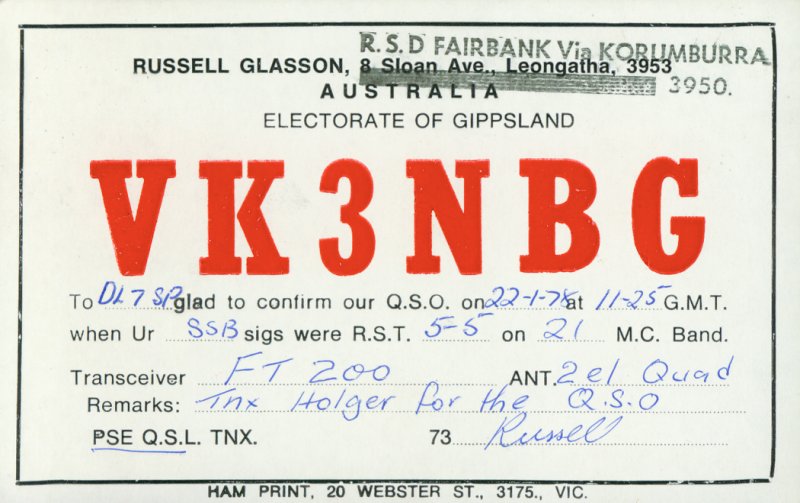 R.S.D FAIRBANK Via KORUMBURRA
RUSSELL GLASSON, 8 Sloan Ave., Leongatha, 3953
3950.
AUSTRALIA
ELECTORATE OF GIPPSLAND
VK3NBG
To DL7SP glad to confirm our Q.S.O. on 22-1-78 at 11-25 G.M.T.
when Ur SSB sigs were R.S.T. 5-5 on 21 M.C. Band.
Transceiver FT 200 ANT. 2 el Quad
Remarks: Tnx Holger for the Q.S.O
PSE Q.S.L. TNX. 73 Russell
HAM PRINT, 20 WEBSTER ST., 3175., VIC.